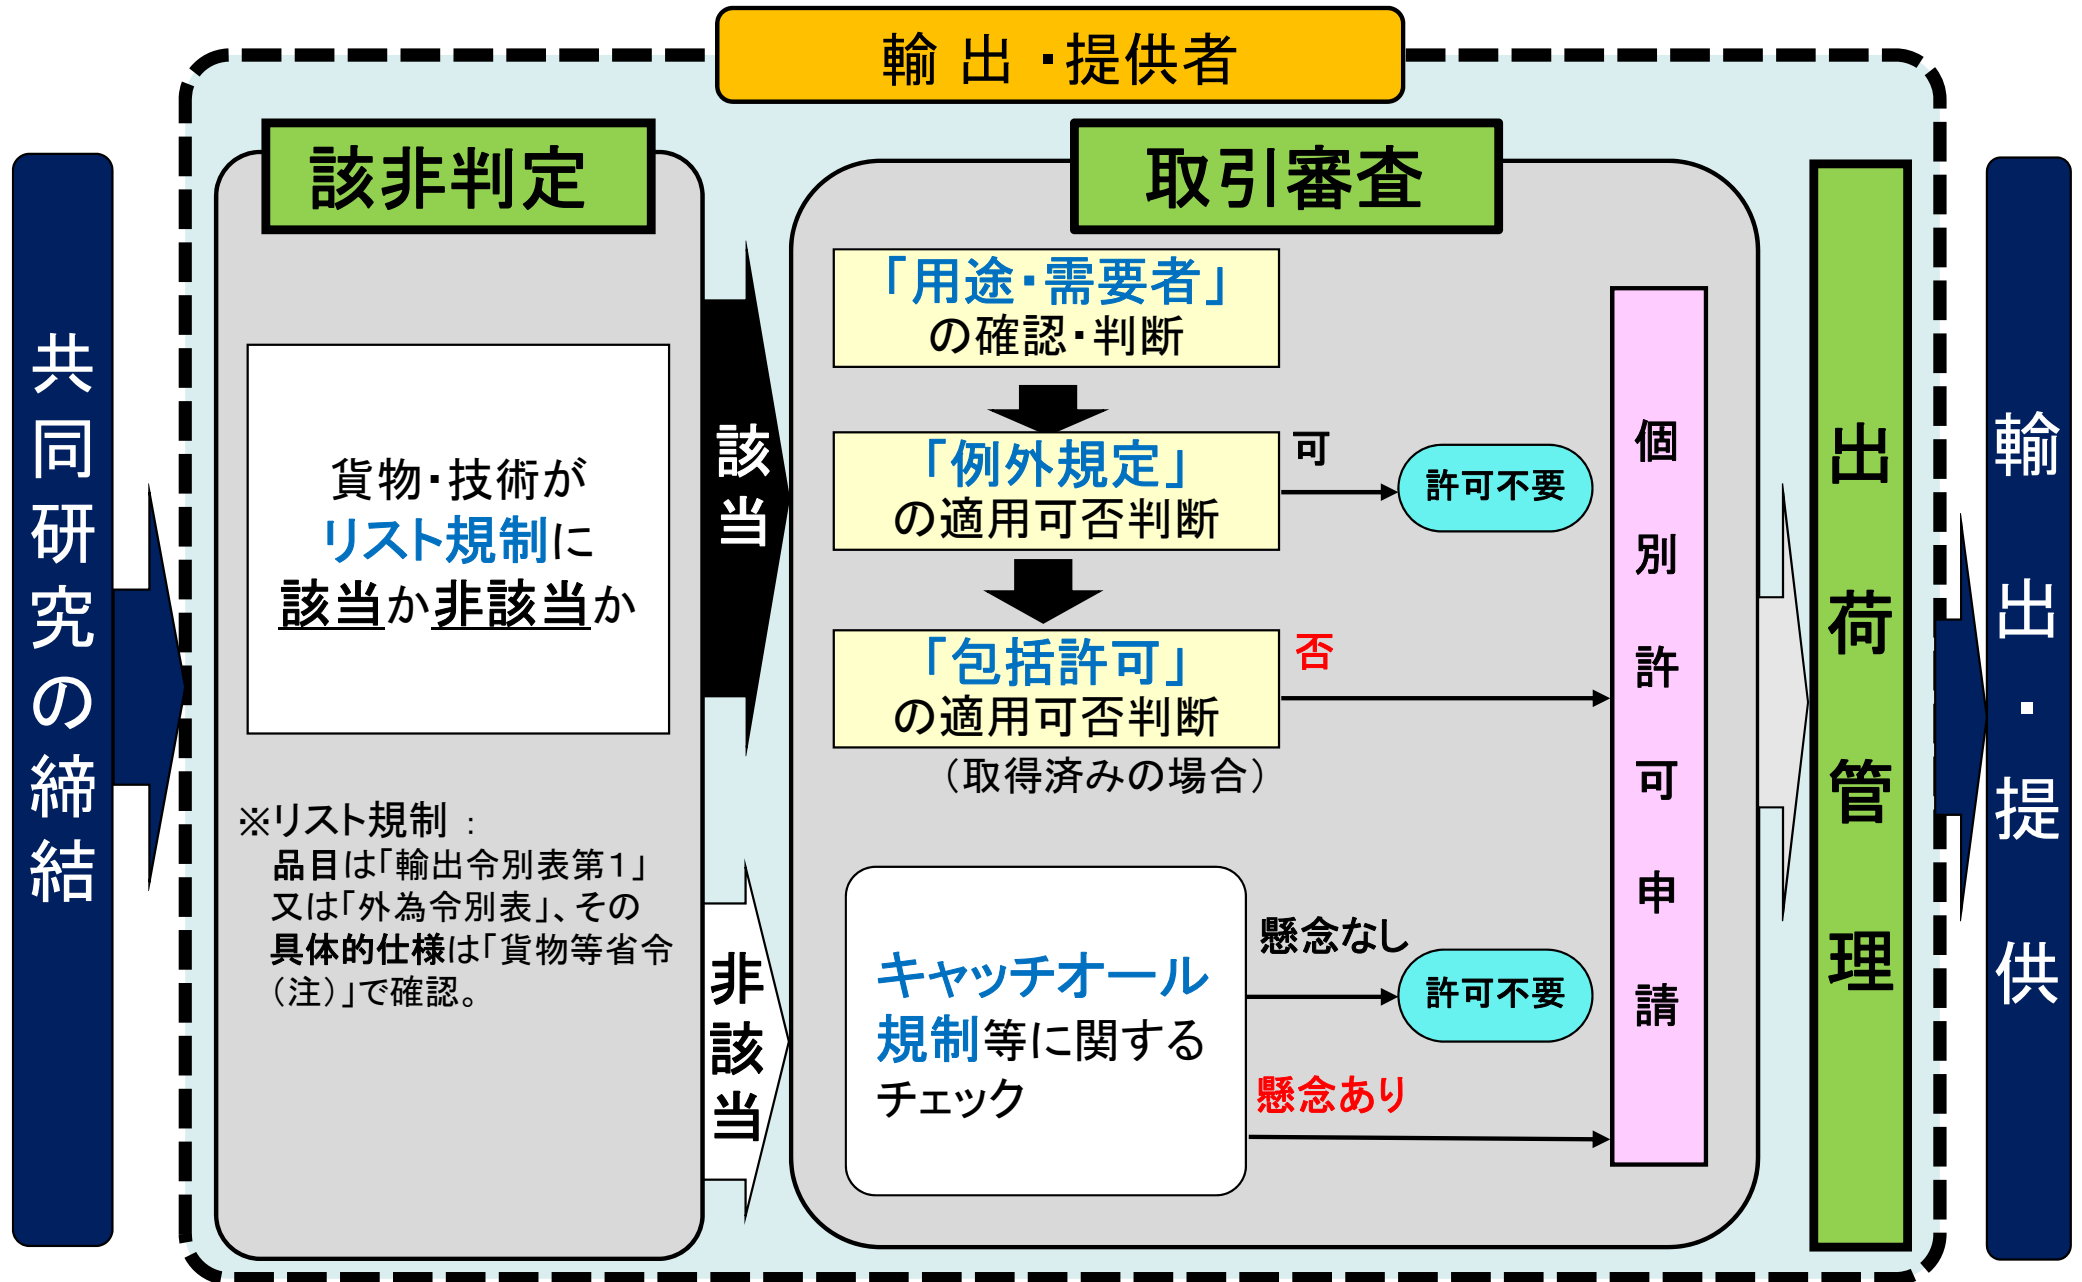 輸出・提供者
共同研究の締結
該非判定
貨物・技術が
リスト規制に
該当か非該当か
※リスト規制：
品目は「輸出令別表第１」
又は「外為令別表」、その
具体的仕様は「貨物等省令
（注）」で確認。
該当
非該当
取引審査
「用途・需要者」
の確認・判断
「例外規定」
の適用可否判断
可
許可不要
「包括許可」
の適用可否判断
（取得済みの場合）
否
キャッチオール
規制等に関する
チェック
懸念なし
許可不要
懸念あり
個別許可申請
出荷管理
輸出・提供